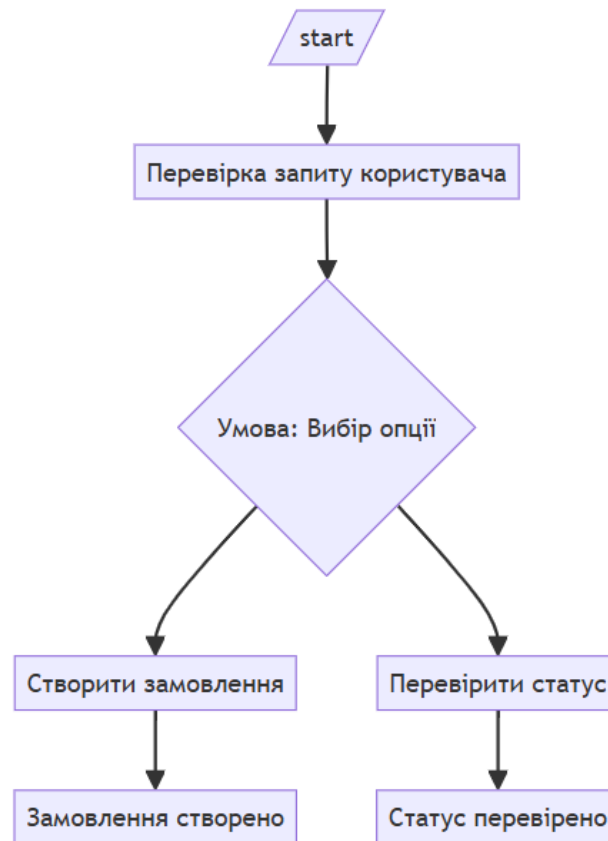 start
Перевірка запиту користувача
Умова: Вибір опції
Створити замовлення
Перевірити статус
Замовлення створено
Статус перевірено